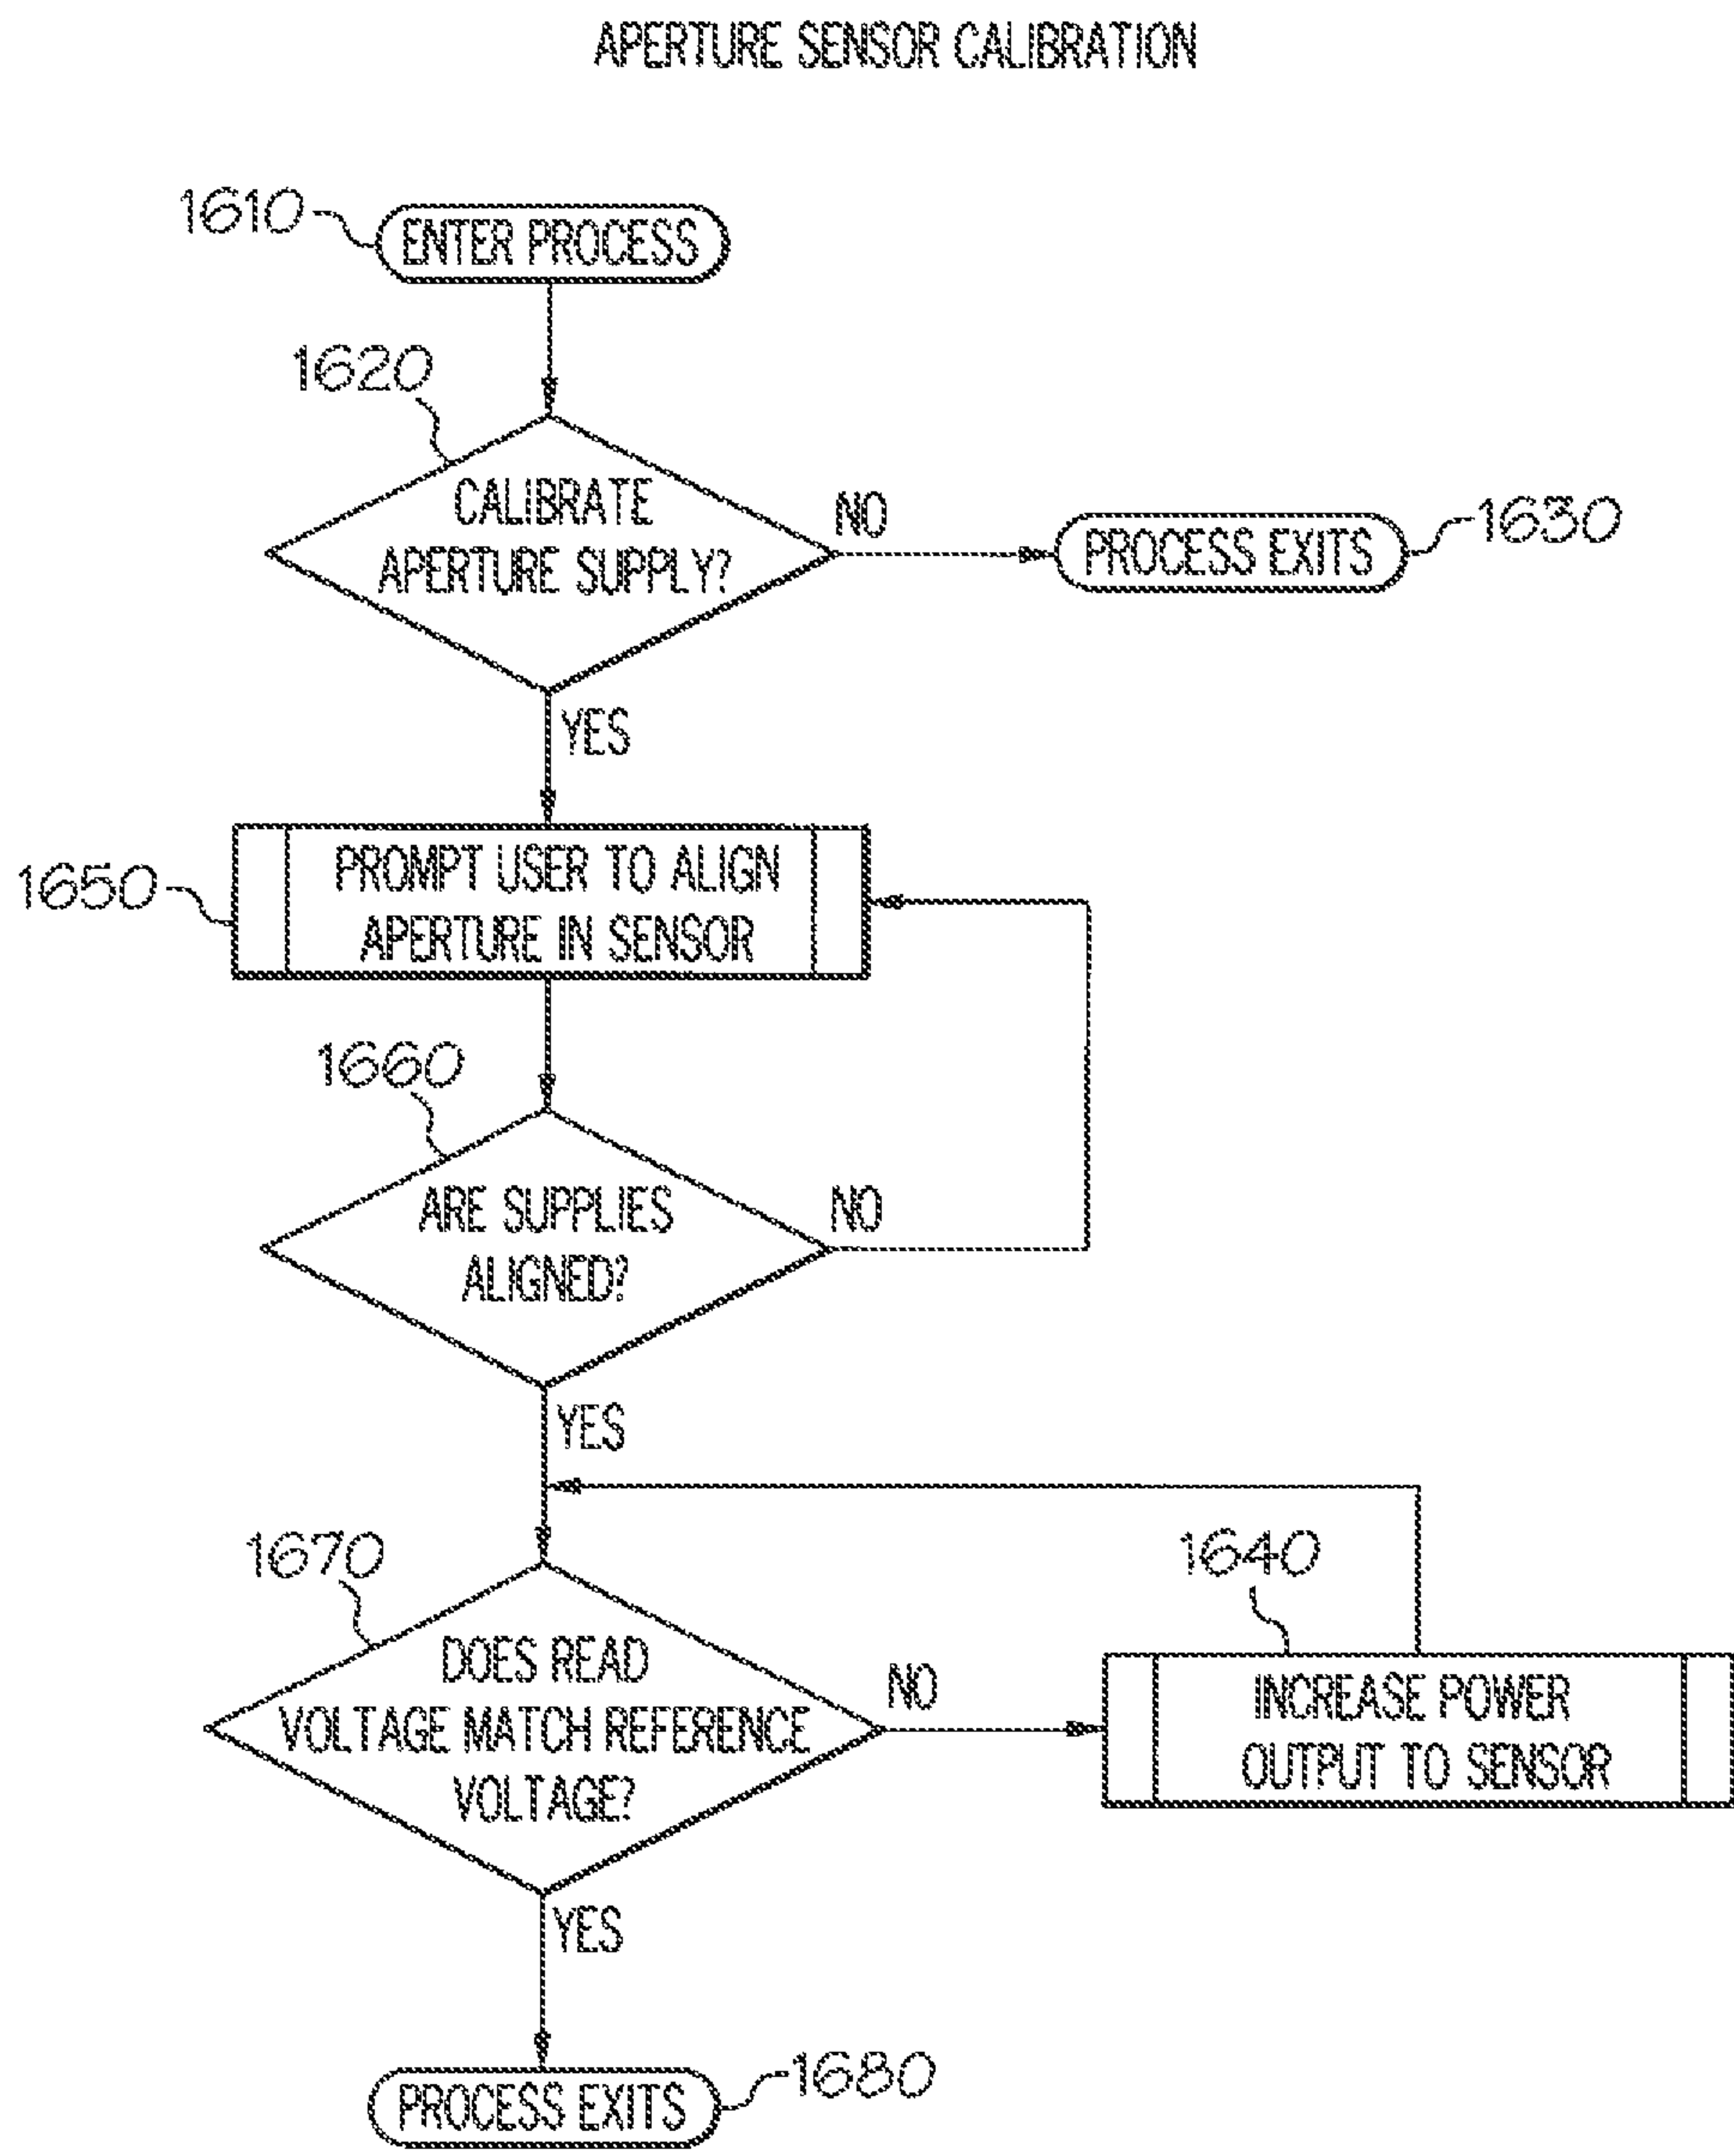 APERTURE SENSOR CALIBRATION
1610
ENTER PROCESS
1620
CALIBRATE
APERTURE SUPPLY?
NO
PROCESS EXITS
1630
YES
1650
PROMPT USER TO ALIGN
APERTURE IN SENSOR
1660
ARE SUPPLIES
ALIGNED?
NO
YES
1670
DOES READ
VOLTAGE MATCH REFERENCE
VOLTAGE?
NO
1640
INCREASE POWER
OUTPUT TO SENSOR
YES
PROCESS EXITS
1680